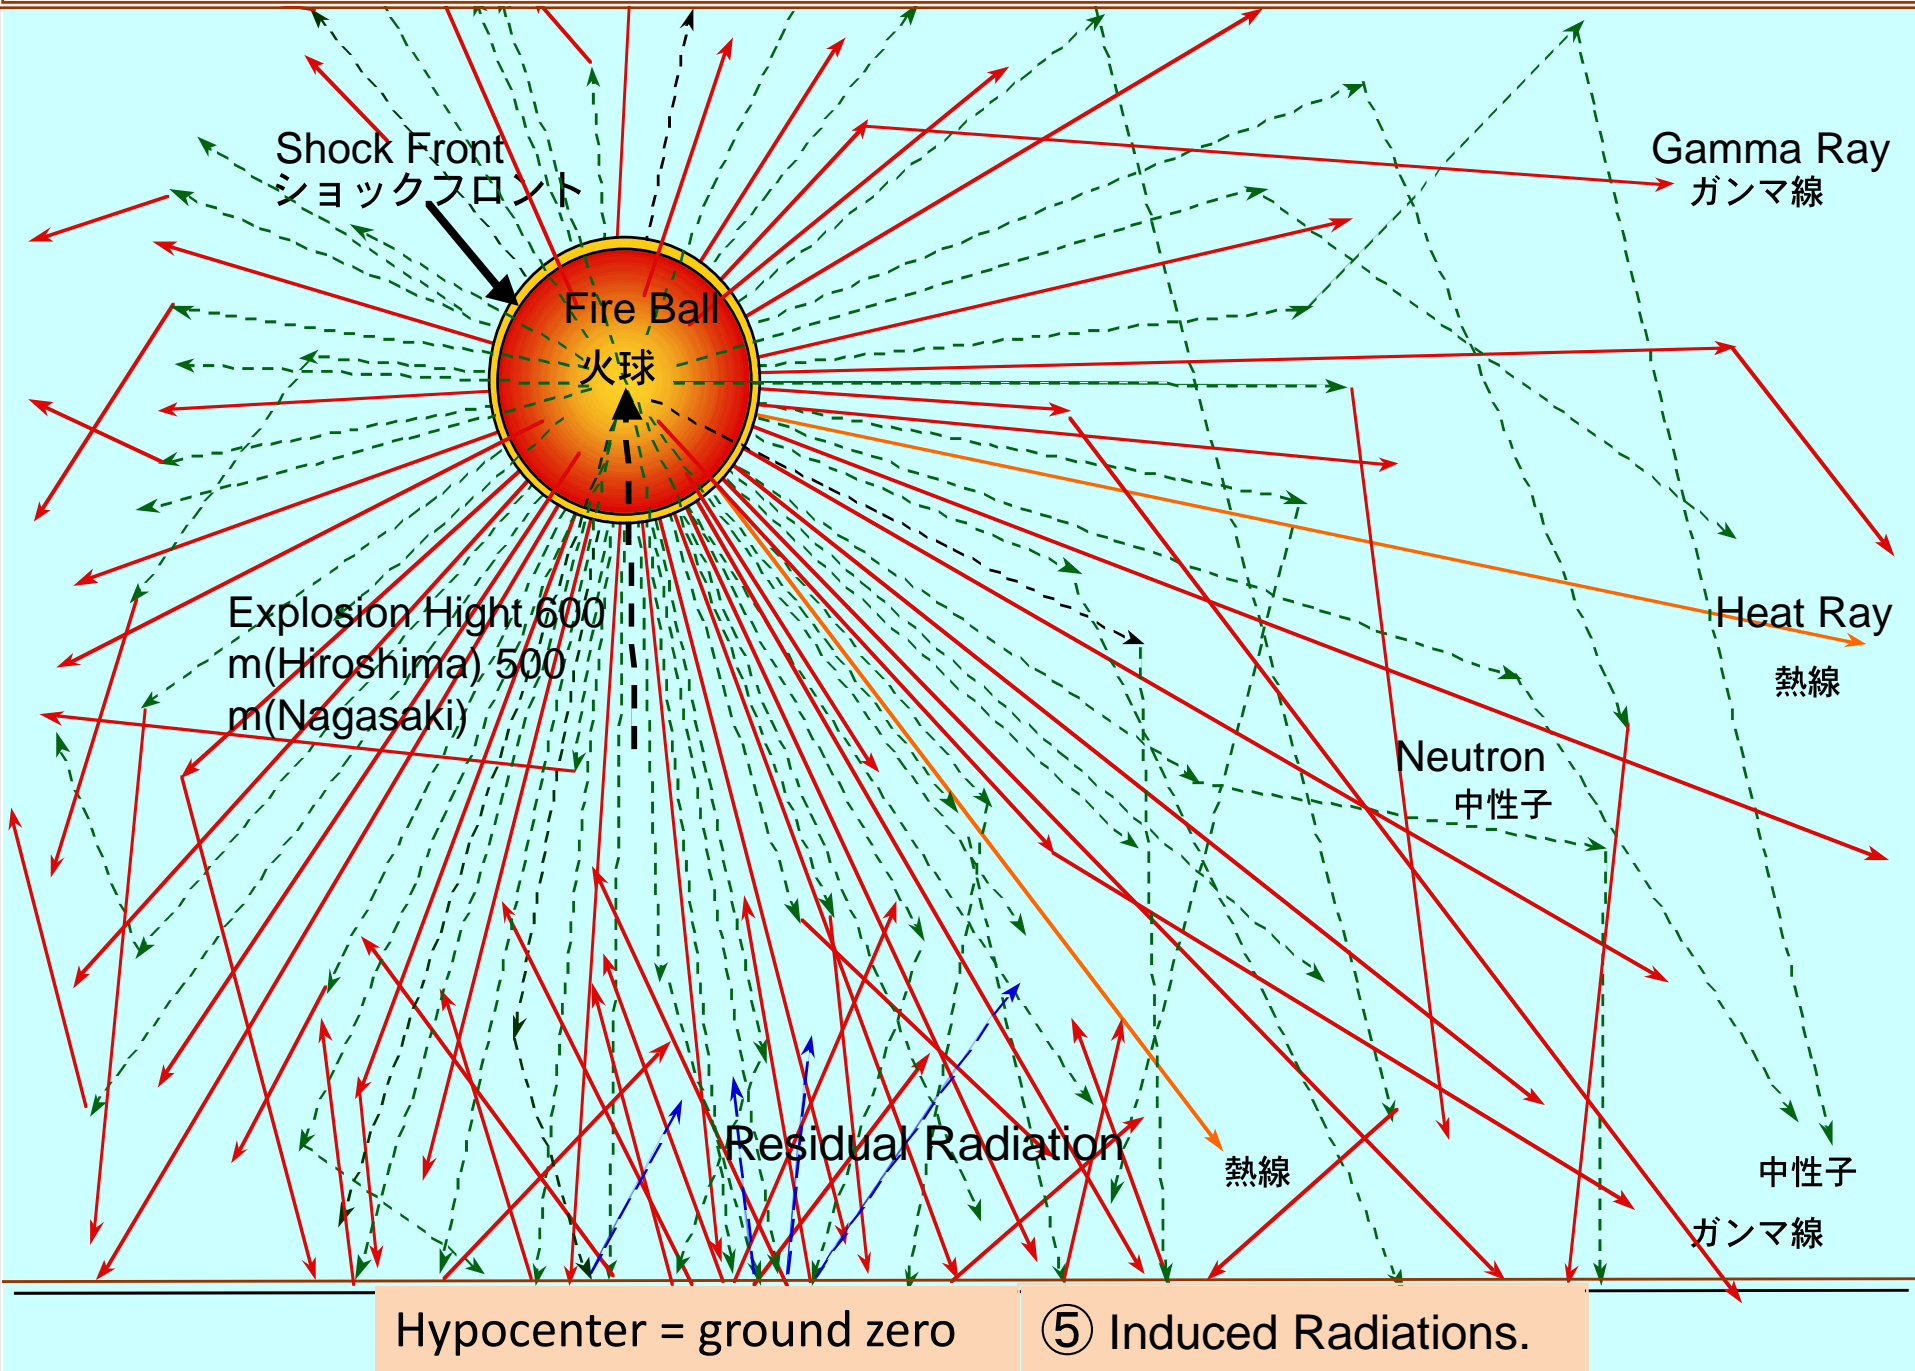 Shock Front
ショックフロント
Gamma Ray
ガンマ線
Fire Ball
火球
Explosion Hight 600
m(Hiroshima) 500
m(Nagasaki)
Heat Ray
熱線
Neutron
中性子
Residual Radiation
熱線
中性子
ガンマ線
Hypocenter = ground zero
⑤ Induced Radiations.